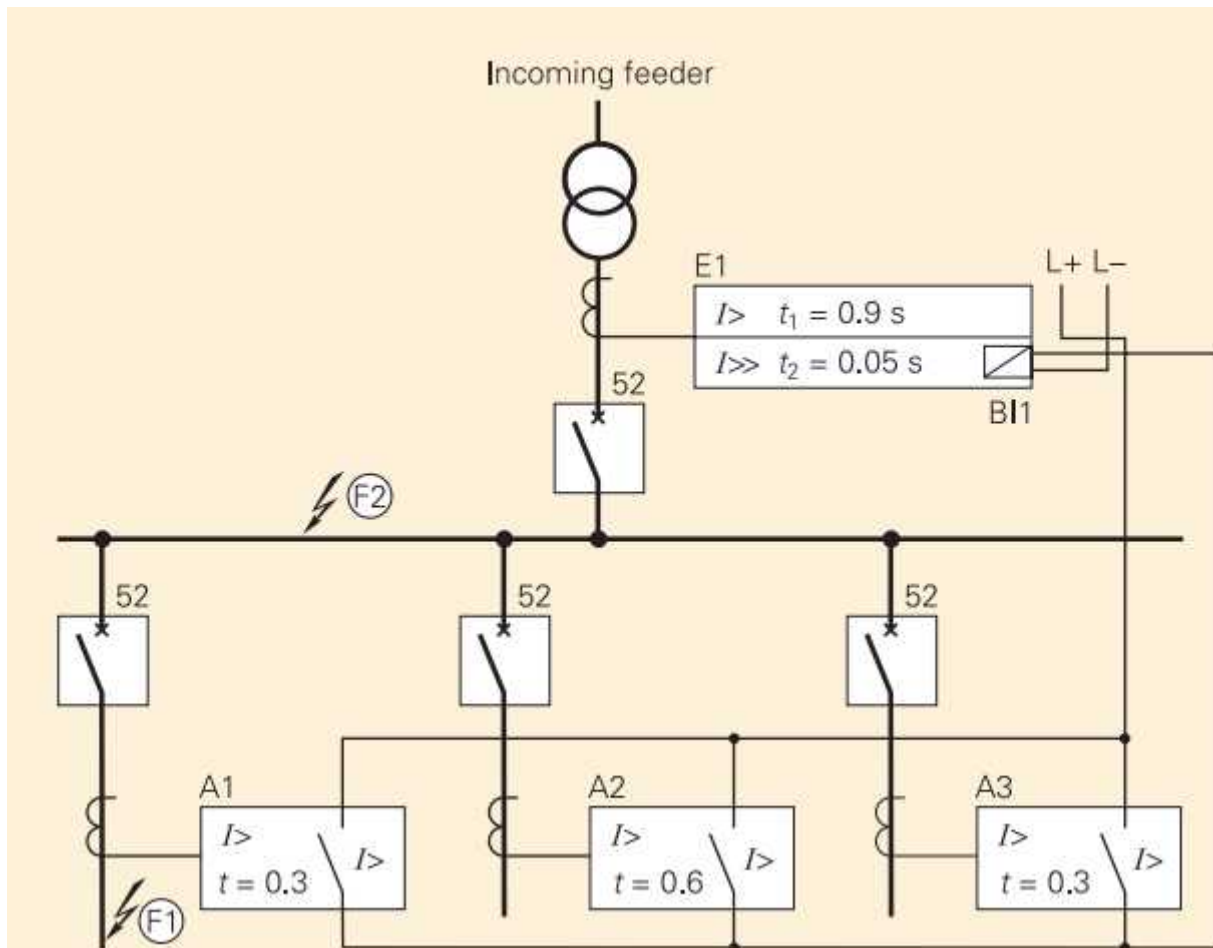 Incoming feeder
E1
L+ L–
I> t₁ = 0.9 s
I>> t₂ = 0.05 s
BI1
52
F2
52
52
52
A1
A2
A3
I>
I>
t = 0.3
I>
I>
t = 0.6
I>
I>
t = 0.3
F1